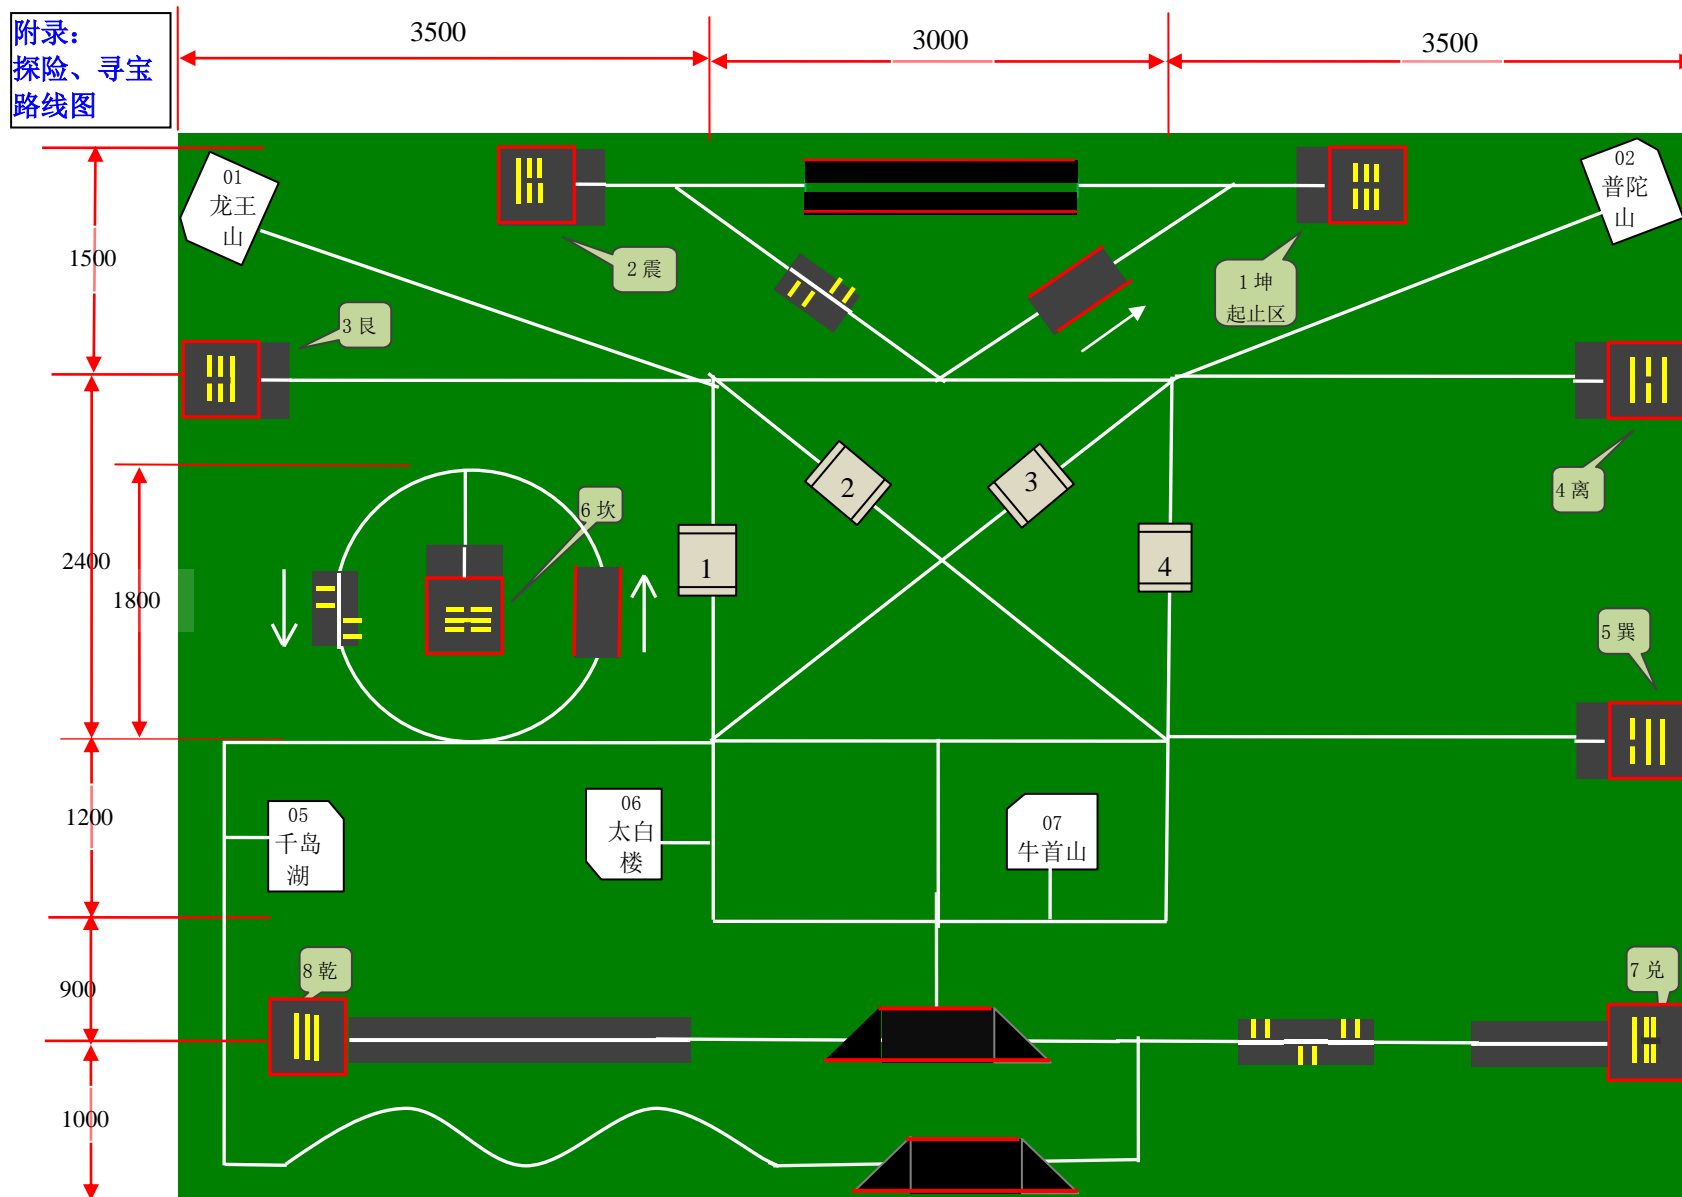 附录:
探险、寻宝
路线图
3500
3000
3500
01
龙王
山
02
普陀
山
2 震
1 坤
起止区
1500
3 艮
4 离
2
3
6 坎
1
4
2400
1800
5 巽
05
千岛
湖
06
太白
楼
07
牛首山
1200
8 乾
7 兑
900
1000